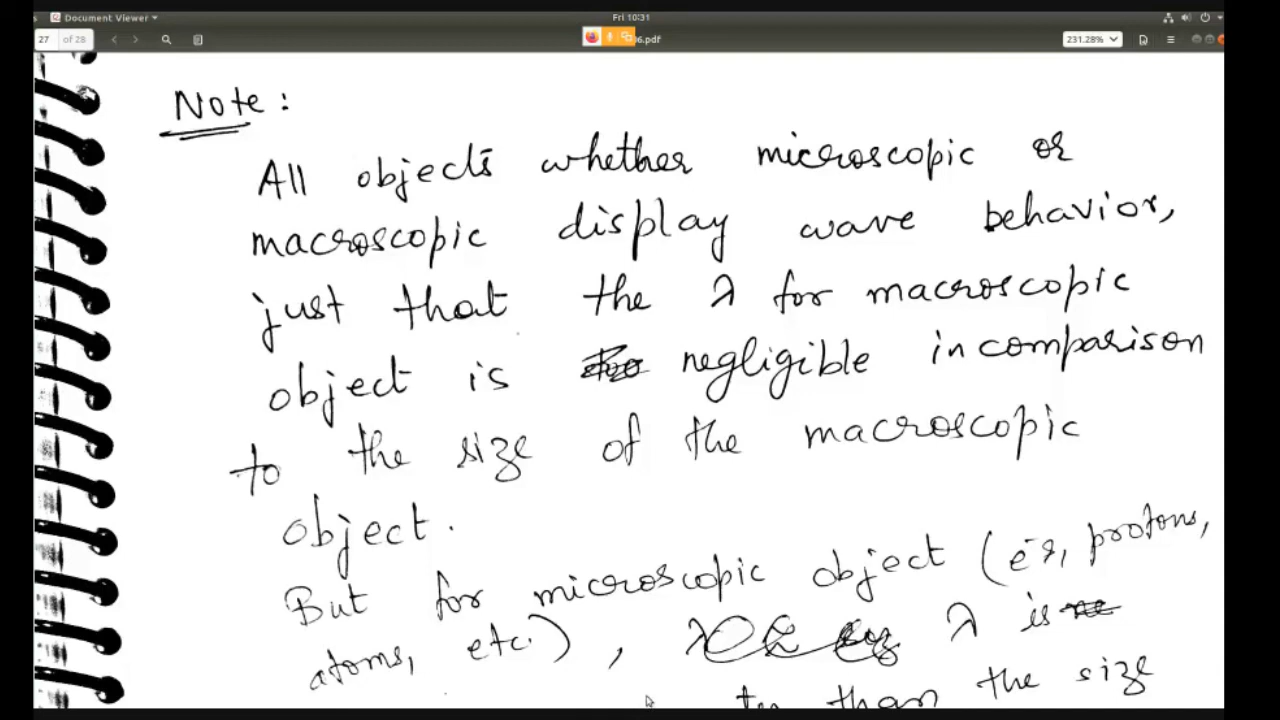 Document Viewer
Fri 10:31
27 of 28
06.pdf
231.28%
Note:
All objects whether microscopic or
macroscopic display wave behavior,
just that the λ for macroscopic
object is negligible in comparison
to the size of the macroscopic
object.
But for microscopic object (e's, protons,
atoms, etc.), λ is
than the size